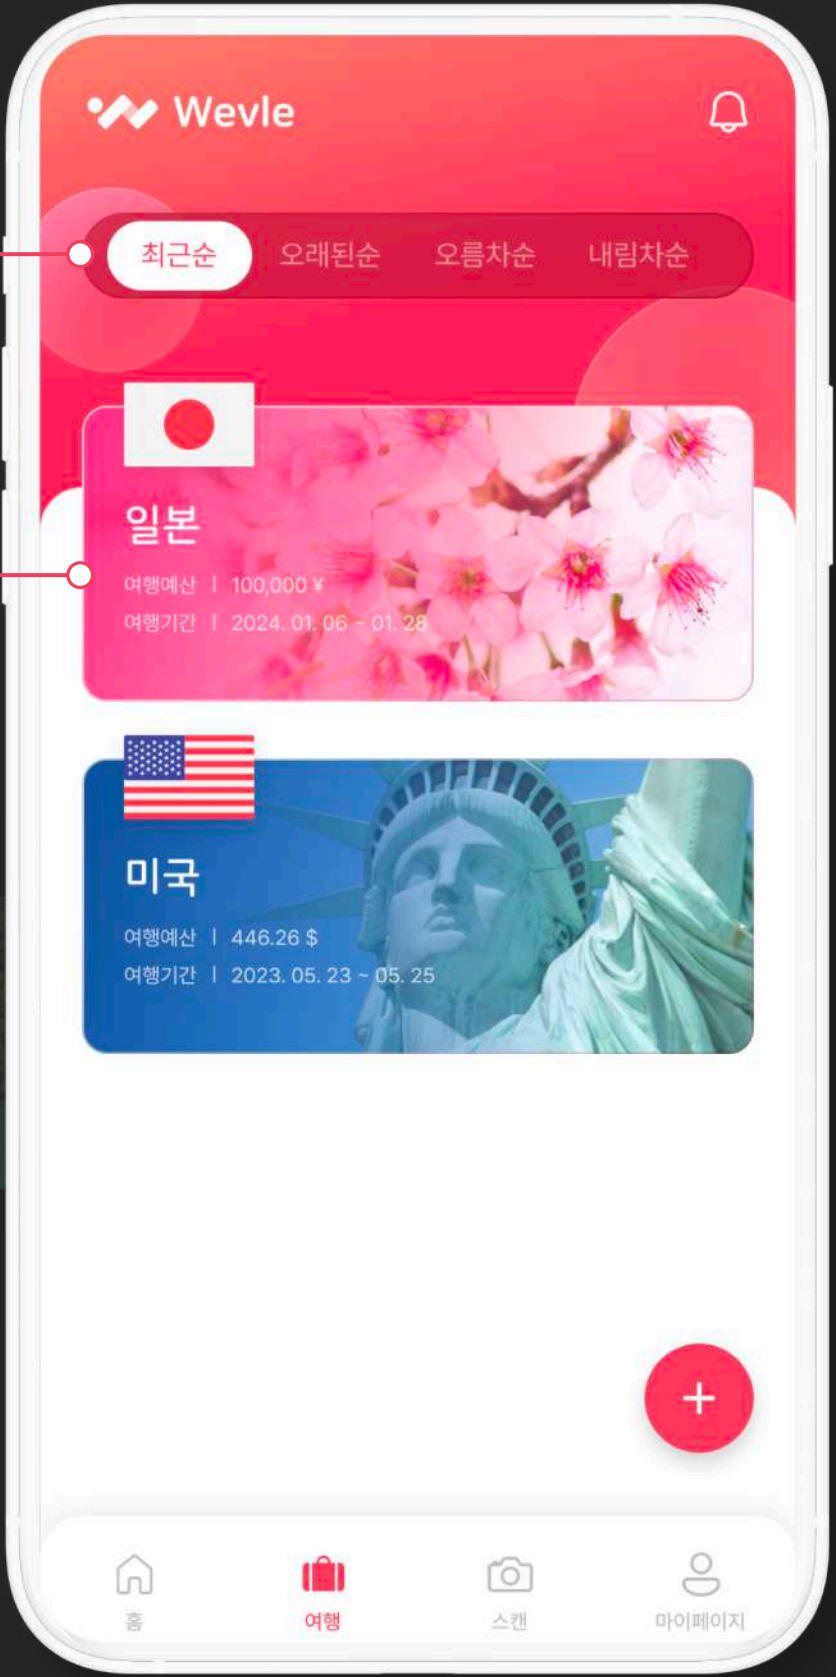 Wevle
최근순 오래된순 오름차순 내림차순
일본
여행예산 | 100,000 ¥
여행기간 | 2024. 01. 06 ~ 01. 28
미국
여행예산 | 446.26 $
여행기간 | 2023. 05. 23 ~ 05. 25
+
홈 여행 스캔 마이페이지